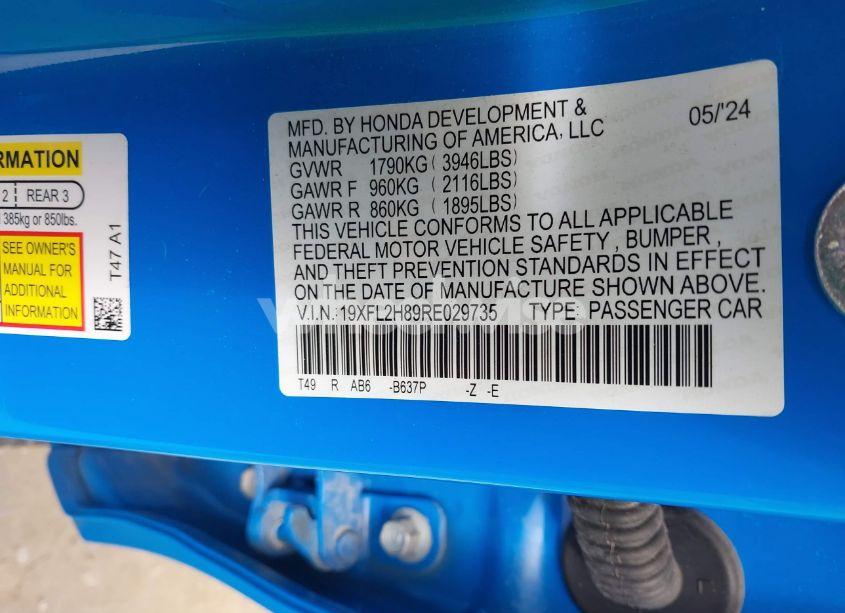 ORMATION
2 REAR 3
385kg or 850lbs.
SEE OWNER'S
MANUAL FOR
ADDITIONAL
INFORMATION
T47 A1
MFD. BY HONDA DEVELOPMENT & 05/'24
MANUFACTURING OF AMERICA, LLC
GVWR 1790KG ( 3946LBS)
GAWR F 960KG ( 2116LBS)
GAWR R 860KG ( 1895LBS)
THIS VEHICLE CONFORMS TO ALL APPLICABLE
FEDERAL MOTOR VEHICLE SAFETY , BUMPER ,
AND THEFT PREVENTION STANDARDS IN EFFECT
ON THE DATE OF MANUFACTURE SHOWN ABOVE.
V.I.N.:19XFL2H89RE029735 TYPE: PASSENGER CAR
T49 R AB6 -B637P -Z -E